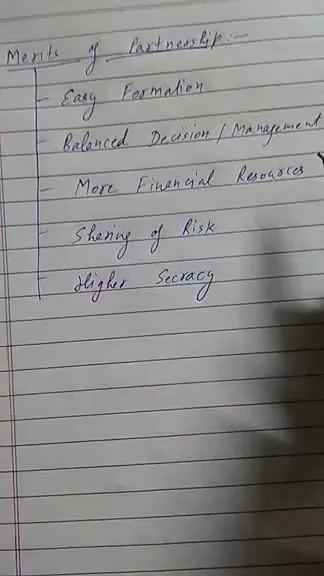 Merits of Partnership:-
- Easy Formation
- Balanced Decision / Management
- More Financial Resources
- Sharing of Risk
- Higher Secracy